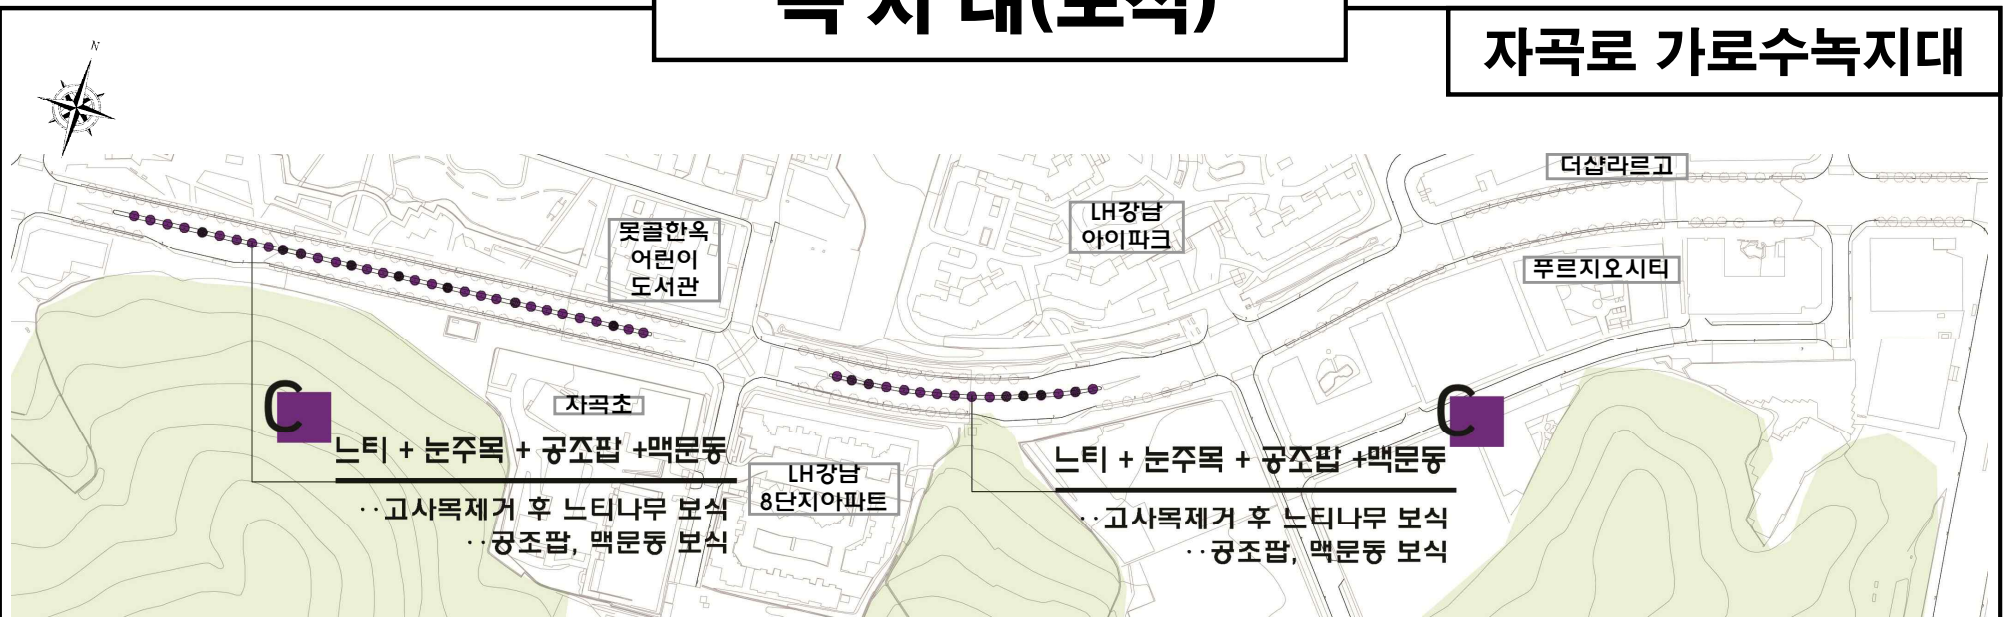 녹 지 대(보식)
자곡로 가로수녹지대
N
더샵라르고
LH강남
아이파크
못골한옥
어린이
도서관
푸르지오시티
C
자곡초
느티 + 눈주목 + 공조팝 +맥문동
··고사목제거 후 느티나무 보식
··공조팝, 맥문동 보식
LH강남
8단지아파트
C
느티 + 눈주목 + 공조팝 +맥문동
··고사목제거 후 느티나무 보식
··공조팝, 맥문동 보식